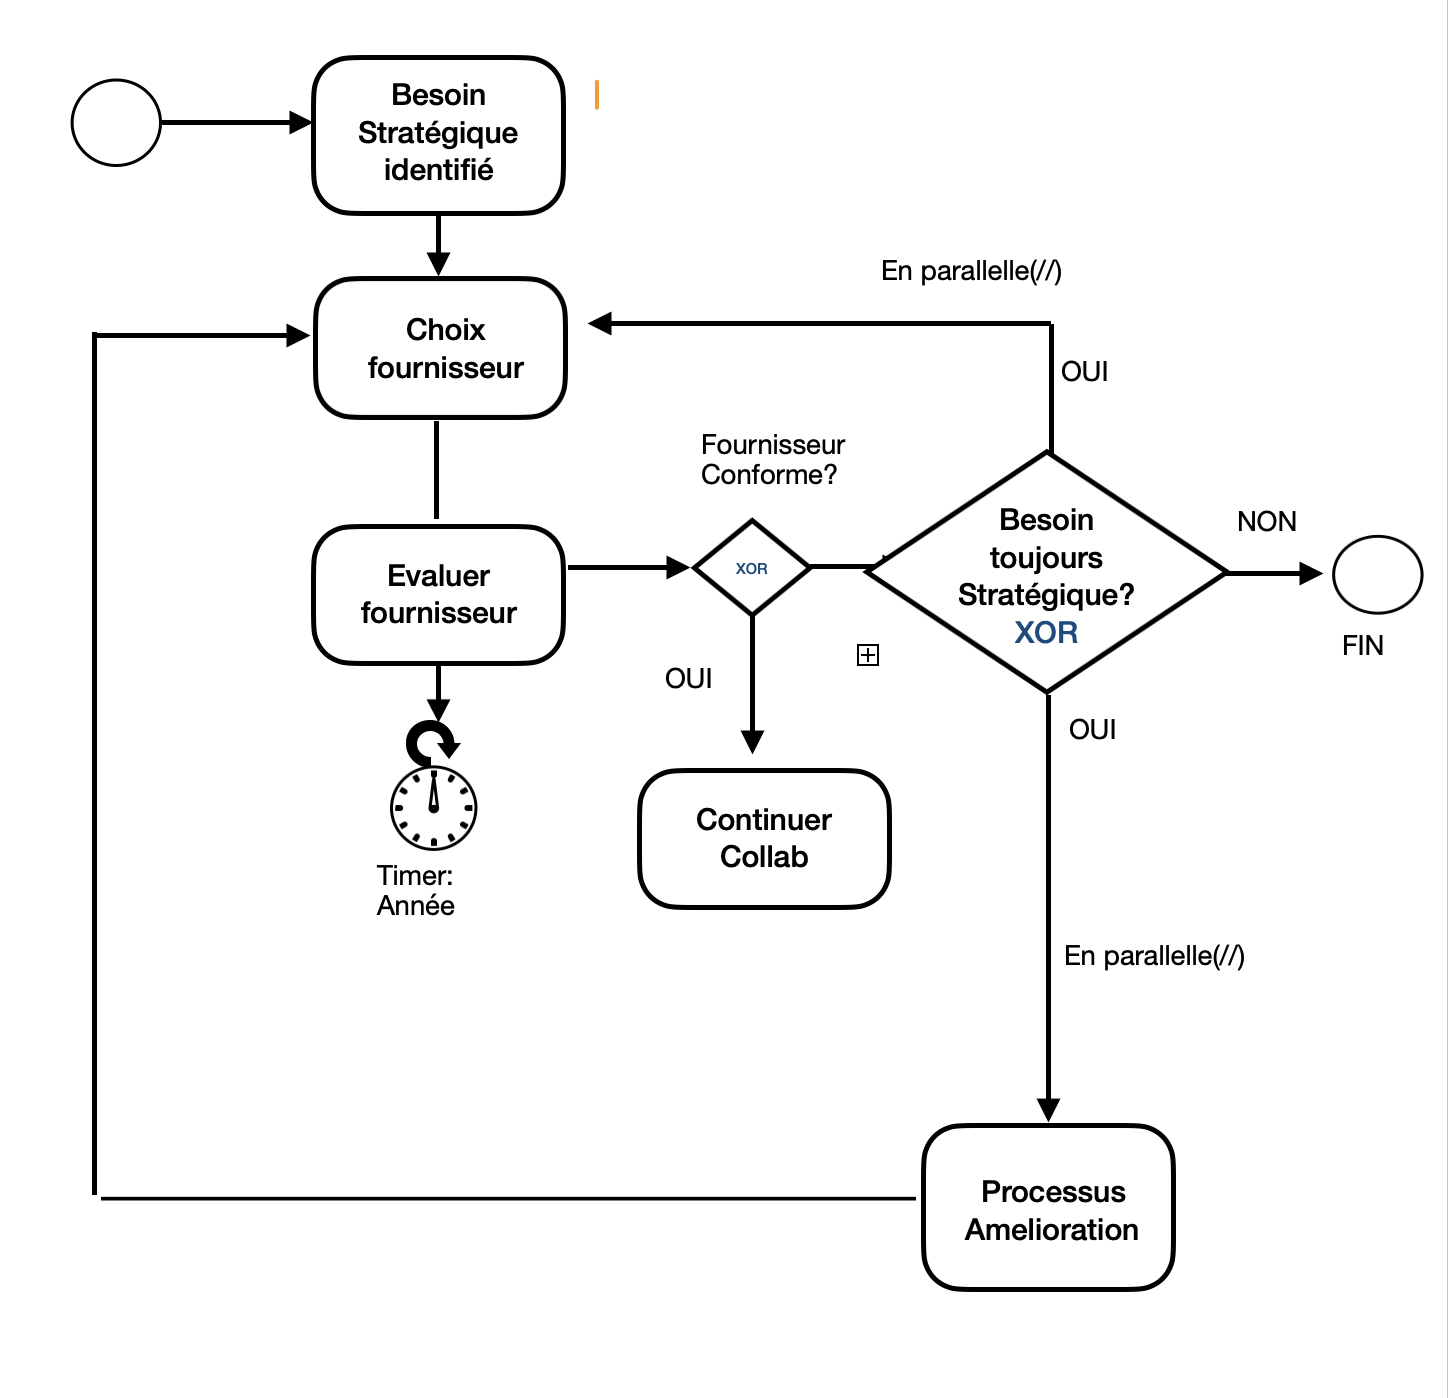 Besoin
Stratégique
identifié
En parallelle(//)
Choix
fournisseur
OUI
Fournisseur
Conforme?
Besoin
toujours
Stratégique?
XOR
NON
XOR
Evaluer
fournisseur
FIN
OUI
OUI
Continuer
Collab
Timer:
Année
En parallelle(//)
Processus
Amelioration